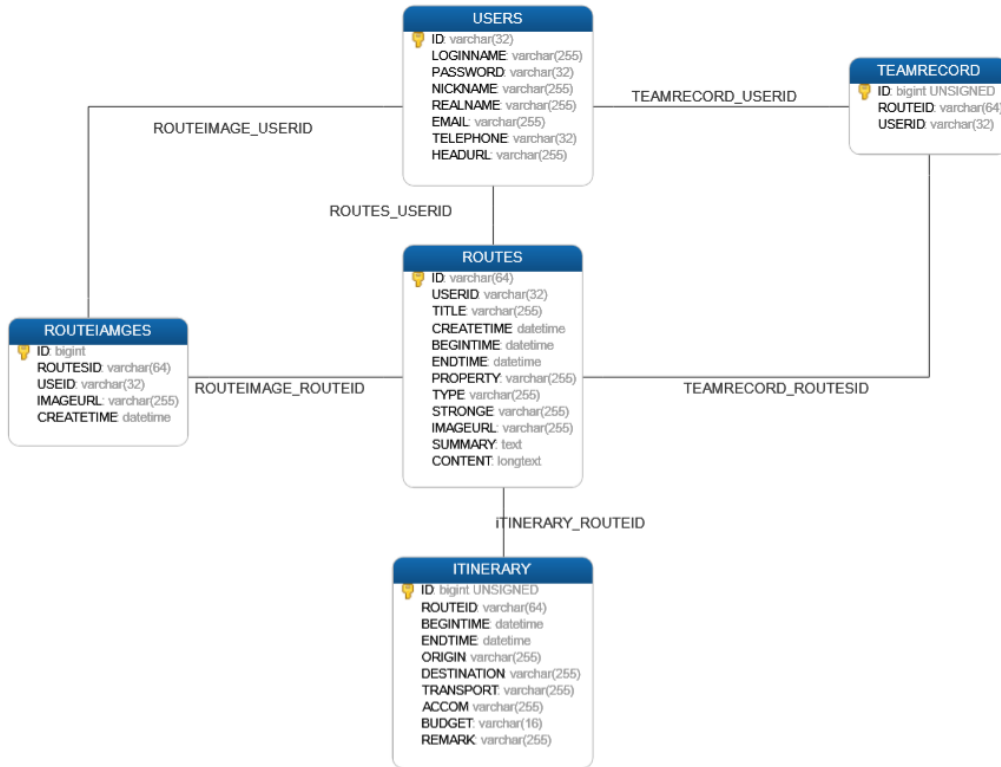 USERS
ID: varchar(32)
LOGINNAME: varchar(255)
PASSWORD: varchar(32)
NICKNAME: varchar(255)
REALNAME: varchar(255)
EMAIL: varchar(255)
TELEPHONE: varchar(32)
HEADURL: varchar(255)
TEAMRECORD
ID: bigint UNSIGNED
ROUTEID: varchar(64)
USERID: varchar(32)
TEAMRECORD_USERID
ROUTEIMAGE_USERID
ROUTES_USERID
ROUTES
ID: varchar(64)
USERID: varchar(32)
TITLE: varchar(255)
CREATETIME: datetime
BEGINTIME: datetime
ENDTIME: datetime
PROPERTY: varchar(255)
TYPE: varchar(255)
STRONGE: varchar(255)
IMAGEURL: varchar(255)
SUMMARY: text
CONTENT: longtext
ROUTEIAMGES
ID: bigint
ROUTESID: varchar(64)
USEID: varchar(32)
IMAGEURL: varchar(255)
CREATETIME: datetime
ROUTEIMAGE_ROUTEID
TEAMRECORD_ROUTESID
iTINERARY_ROUTEID
ITINERARY
ID: bigint UNSIGNED
ROUTEID: varchar(64)
BEGINTIME: datetime
ENDTIME: datetime
ORIGIN: varchar(255)
DESTINATION: varchar(255)
TRANSPORT: varchar(255)
ACCOM: varchar(255)
BUDGET: varchar(16)
REMARK: varchar(255)